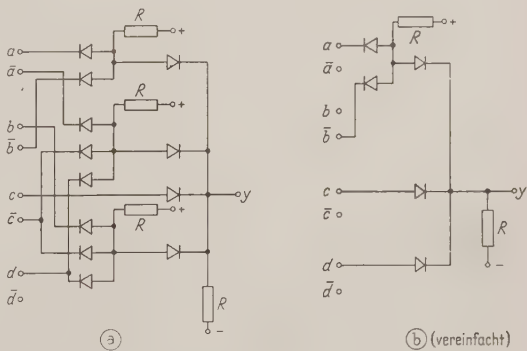 R
+
a
ā
R
+
b
b̄
c
c̄
R
+
d
d̄
y
R
-
a
R
+
a
ā
b
b̄
c
c̄
y
R
d
-
d̄
b (vereinfacht)